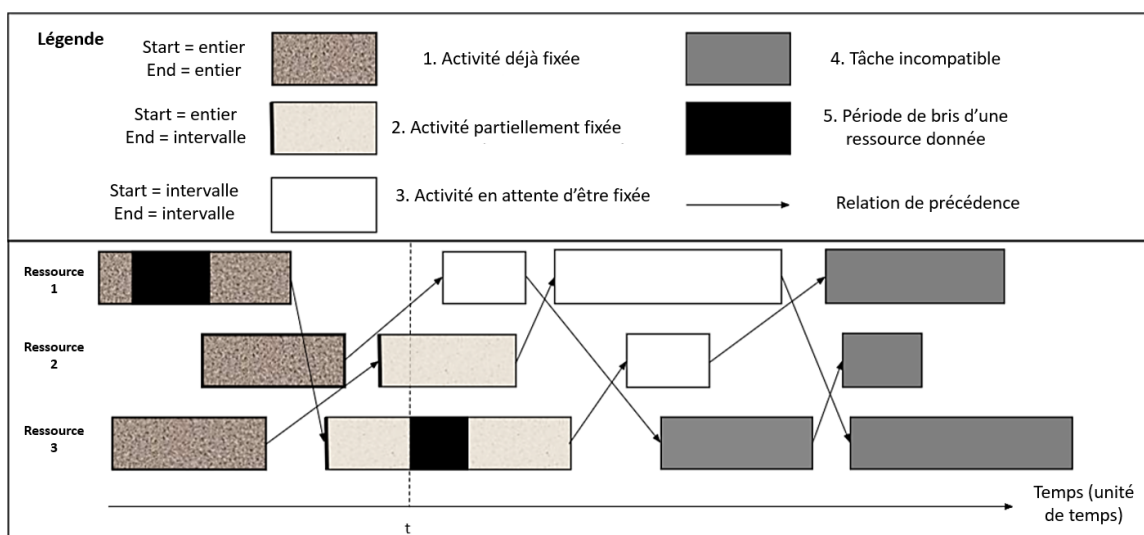 Légende
Start = entier
End = entier
1. Activité déjà fixée
4. Tâche incompatible
Start = entier
End = intervalle
2. Activité partiellement fixée
5. Période de bris d’une
ressource donnée
Start = intervalle
End = intervalle
3. Activité en attente d’être fixée
Relation de précédence
Ressource
1
Ressource
2
Ressource
3
Temps (unité
de temps)
t